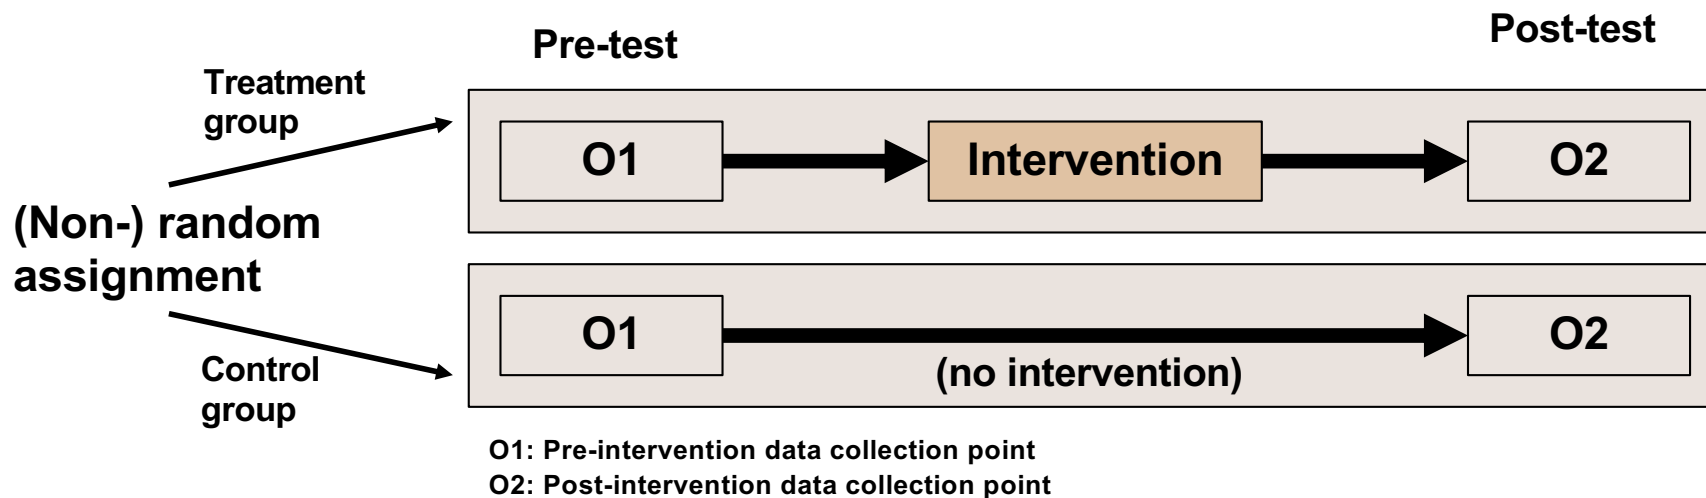 Pre-test
Post-test
Treatment
group
O1
Intervention
O2
(Non-) random
assignment
O1
O2
(no intervention)
Control
group
O1: Pre-intervention data collection point
O2: Post-intervention data collection point